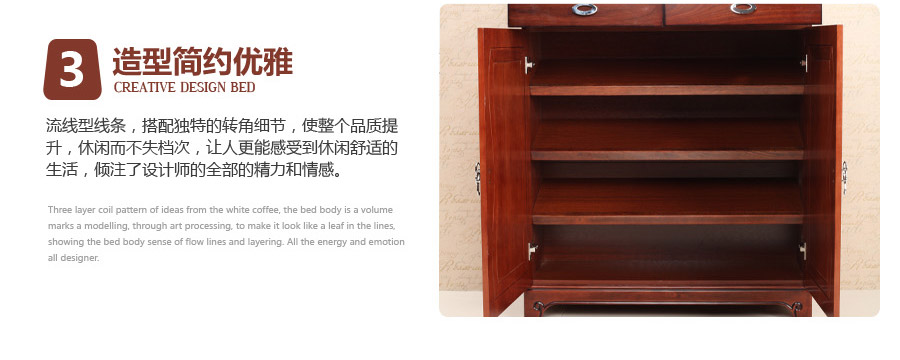 3
造型简约优雅
CREATIVE DESIGN BED
流线型线条，搭配独特的转角细节，使整个品质提
升，休闲而不失档次，让人更能感受到休闲舒适的
生活，倾注了设计师的全部的精力和情感。
Three layer coil pattern of ideas from the white coffee, the bed body is a volume
marks a modelling, through art processing, to make it look like a leaf in the lines,
showing the bed body sense of flow lines and layering. All the energy and emotion
all designer.